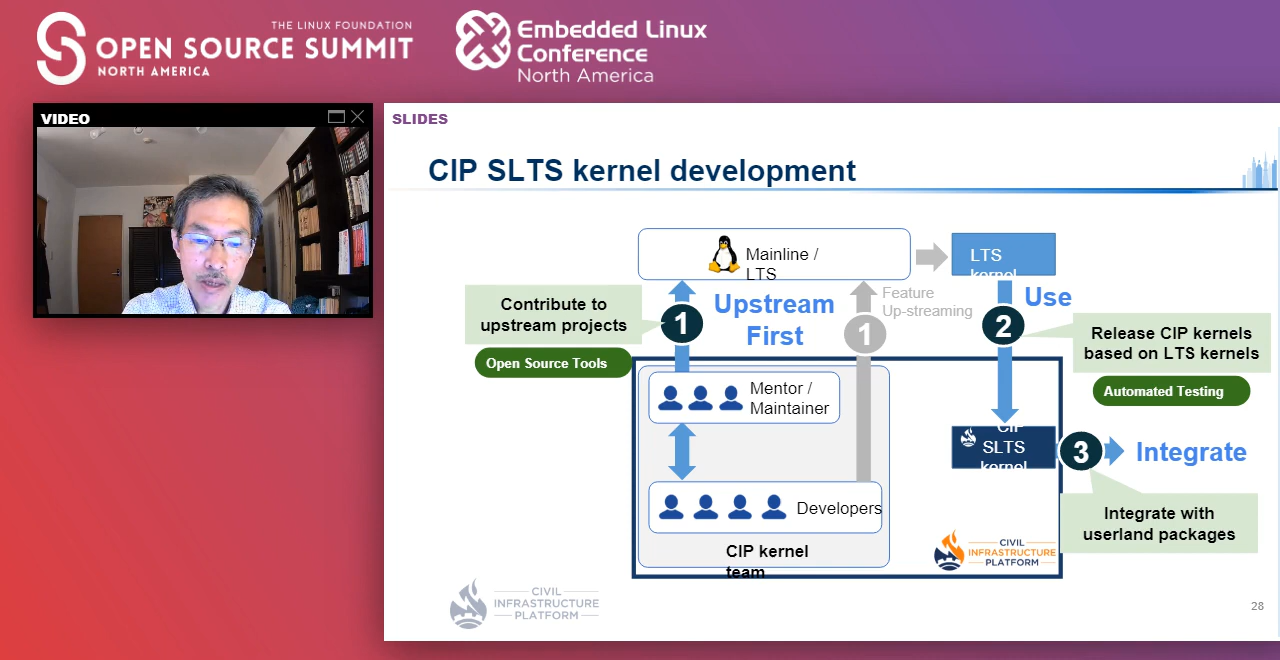 THE LINUX FOUNDATION
OPEN SOURCE SUMMIT
NORTH AMERICA
Embedded Linux
Conference
North America
VIDEO
SLIDES
CIP SLTS kernel development
Mainline /
LTS
LTS
kernel
Contribute to
upstream projects
1
Upstream
First
Feature
Up-streaming
1
Use
2
Release CIP kernels
based on LTS kernels
Open Source Tools
Automated Testing
Mentor /
Maintainer
CIP
SLTS
kernel
3
Integrate
Developers
Integrate with
userland packages
CIP kernel
team
CIVIL
INFRASTRUCTURE
PLATFORM
CIVIL
INFRASTRUCTURE
PLATFORM
28